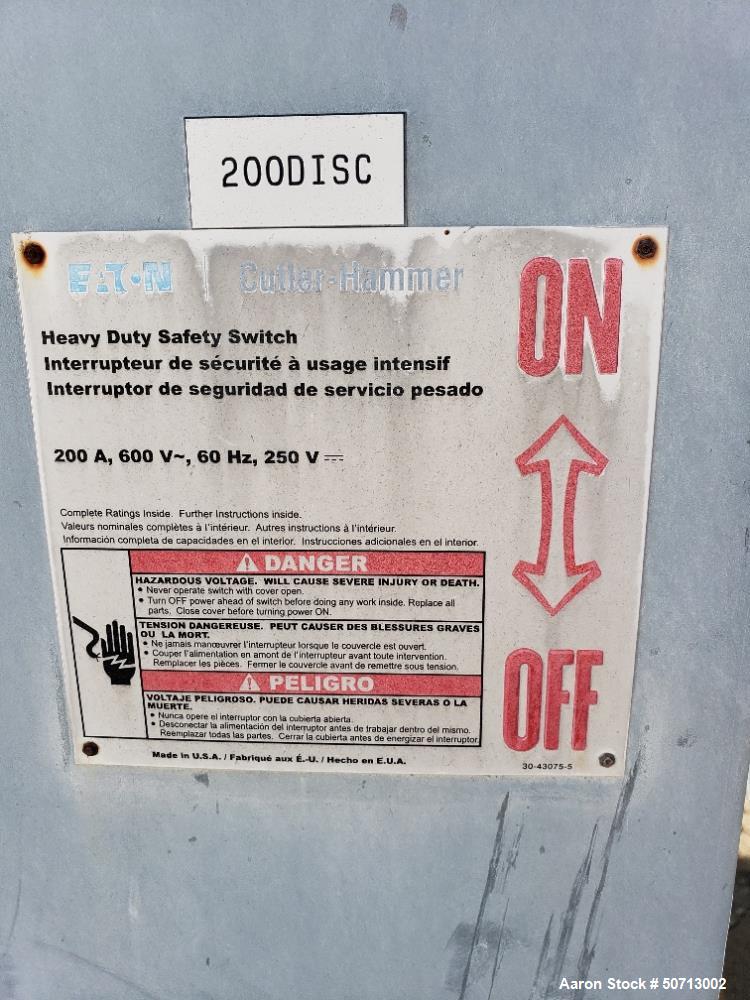 200DISC
EATON Cutler-Hammer
ON
Heavy Duty Safety Switch
Interrupteur de sécurité à usage intensif
Interruptor de seguridad de servicio pesado
200 A, 600 V~, 60 Hz, 250 V ⎓
Complete Ratings Inside. Further Instructions inside.
Valeurs nominales complètes à l'intérieur. Autres instructions à l'intérieur.
Información completa de capacidades en el interior. Instrucciones adicionales en el interior.
⚠ DANGER
HAZARDOUS VOLTAGE. WILL CAUSE SEVERE INJURY OR DEATH.
• Never operate switch with cover open.
• Turn OFF power ahead of switch before doing any work inside. Replace all
parts. Close cover before turning power ON.
TENSION DANGEREUSE. PEUT CAUSER DES BLESSURES GRAVES
OU LA MORT.
• Ne jamais manœuvrer l'interrupteur lorsque le couvercle est ouvert.
• Couper l'alimentation en amont de l'interrupteur avant toute intervention.
Remplacer les pièces. Fermer le couvercle avant de remettre sous tension.
⚠ PELIGRO
VOLTAJE PELIGROSO. PUEDE CAUSAR HERIDAS SEVERAS O LA
MUERTE.
• Nunca opere el interruptor con la cubierta abierta.
• Desconectar la alimentación del interruptor antes de trabajar dentro del mismo.
Reemplazar todas las partes. Cerrar la cubierta antes de energizar el interruptor
OFF
Made in U.S.A. / Fabriqué aux É.-U. / Hecho en E.U.A.
30-43075-5
Aaron Stock # 50713002